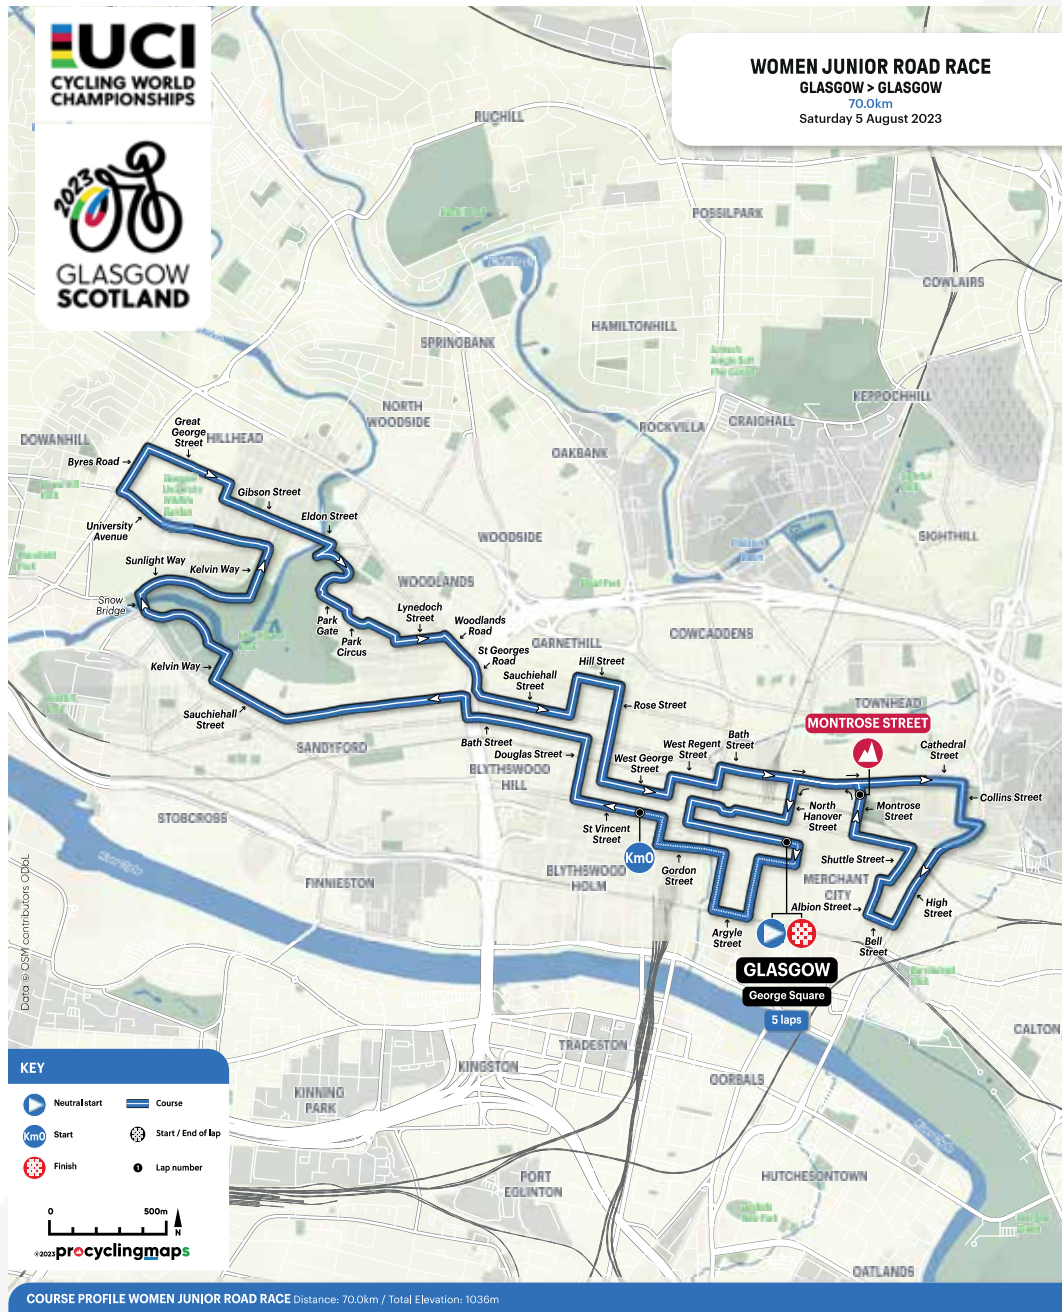 UCI
CYCLING WORLD
CHAMPIONSHIPS
2023
GLASGOW
SCOTLAND
WOMEN JUNIOR ROAD RACE
GLASGOW > GLASGOW
70.0km
Saturday 5 August 2023
RUCHILL
POSSILPARK
COWLAIRS
HAMILTONHILL
SPRINGBANK
KEPPOCHHILL
NORTH
WOODSIDE
CRAIGHALL
ROCKVILLA
DOWANHILL
Great
George
Street
HILLHEAD
OAKBANK
Byres Road
Gibson Street
Eldon Street
University
Avenue
WOODSIDE
SIGHTHILL
Sunlight Way
Kelvin Way
WOODLANDS
Snow
Bridge
Park
Gate
Park
Circus
Lynedoch
Street
Woodlands
Road
GARNETHILL
COWCADDENS
St Georges
Road
Hill Street
Kelvin Way
Sauchiehall
Street
Rose Street
TOWNHEAD
Sauchiehall
Street
MONTROSE STREET
SANDYFORD
Bath Street
Douglas Street
West George
Street
West Regent
Street
Bath
Street
Cathedral
Street
BLYTHSWOOD
HILL
Collins Street
STOBCROSS
St Vincent
Street
North
Hanover
Street
Montrose
Street
Km0
Shuttle Street
FINNIESTON
BLYTHSWOOD
HOLM
Gordon
Street
MERCHANT
CITY
Albion Street
High
Street
Argyle
Street
Bell
Street
GLASGOW
George Square
5 laps
CALTON
TRADESTON
KINGSTON
GORBALS
KINNING
PARK
PORT
EGLINTON
HUTCHESONTOWN
OATLANDS
Data © OSM contributors ODbL
KEY
Neutral start
Course
Km0
Start
Start / End of lap
Finish
1
Lap number
0
500m
N
©2023 procyclingmaps
COURSE PROFILE WOMEN JUNIOR ROAD RACE Distance: 70.0km / Total Elevation: 1036m